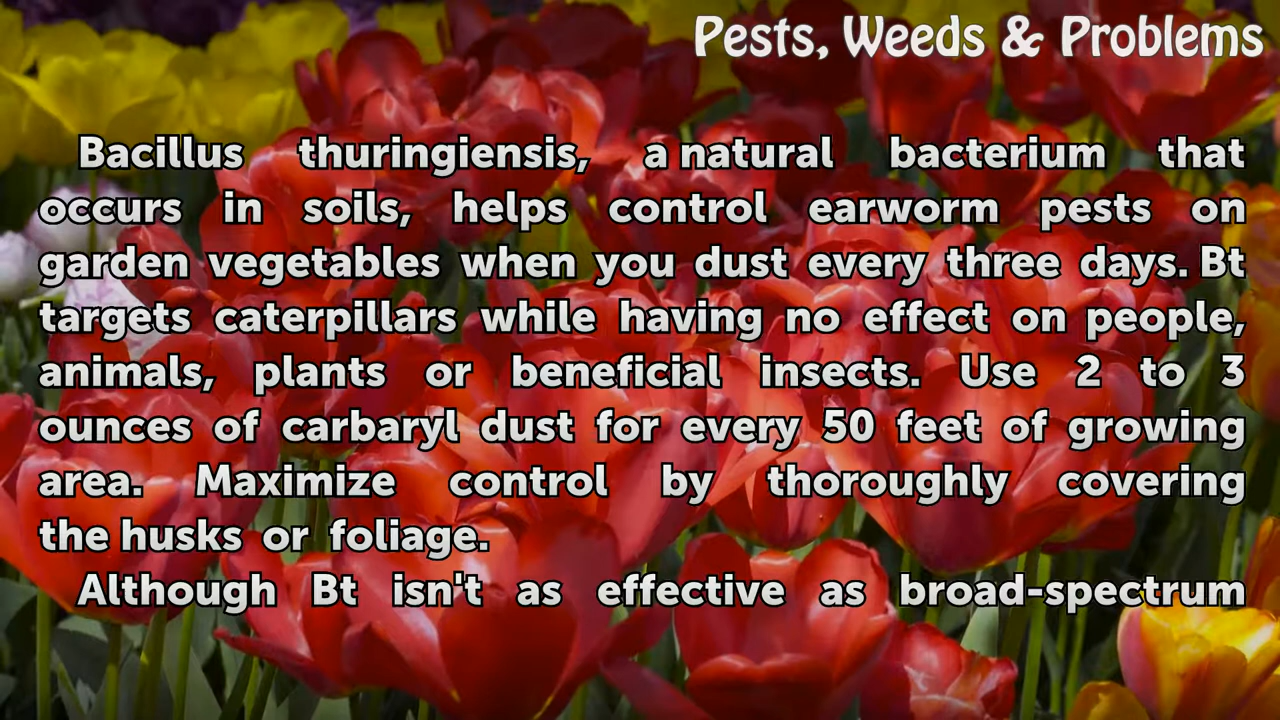 Pests, Weeds & Problems
Bacillus thuringiensis, a natural bacterium that
occurs in soils, helps control earworm pests on
garden vegetables when you dust every three days. Bt
targets caterpillars while having no effect on people,
animals, plants or beneficial insects. Use 2 to 3
ounces of carbaryl dust for every 50 feet of growing
area. Maximize control by thoroughly covering
the husks or foliage.
Although Bt isn't as effective as broad-spectrum